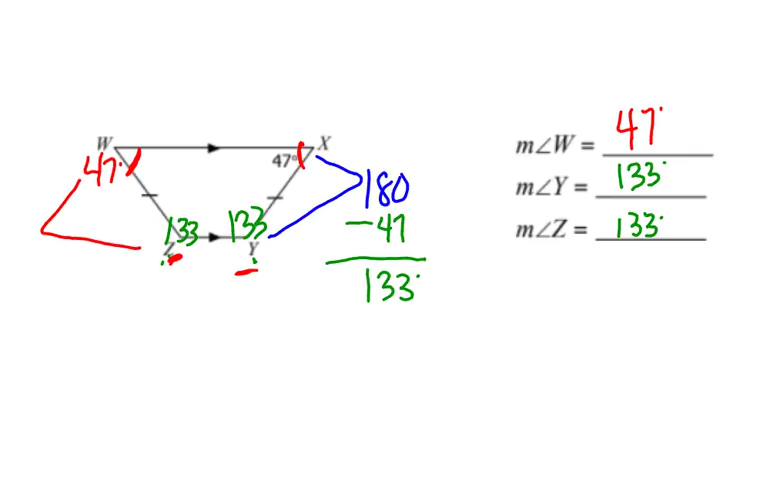 W
X
47°
47°
180
-47
133°
133
133
Z
Y
m∠W = 47°
m∠Y = 133°
m∠Z = 133°